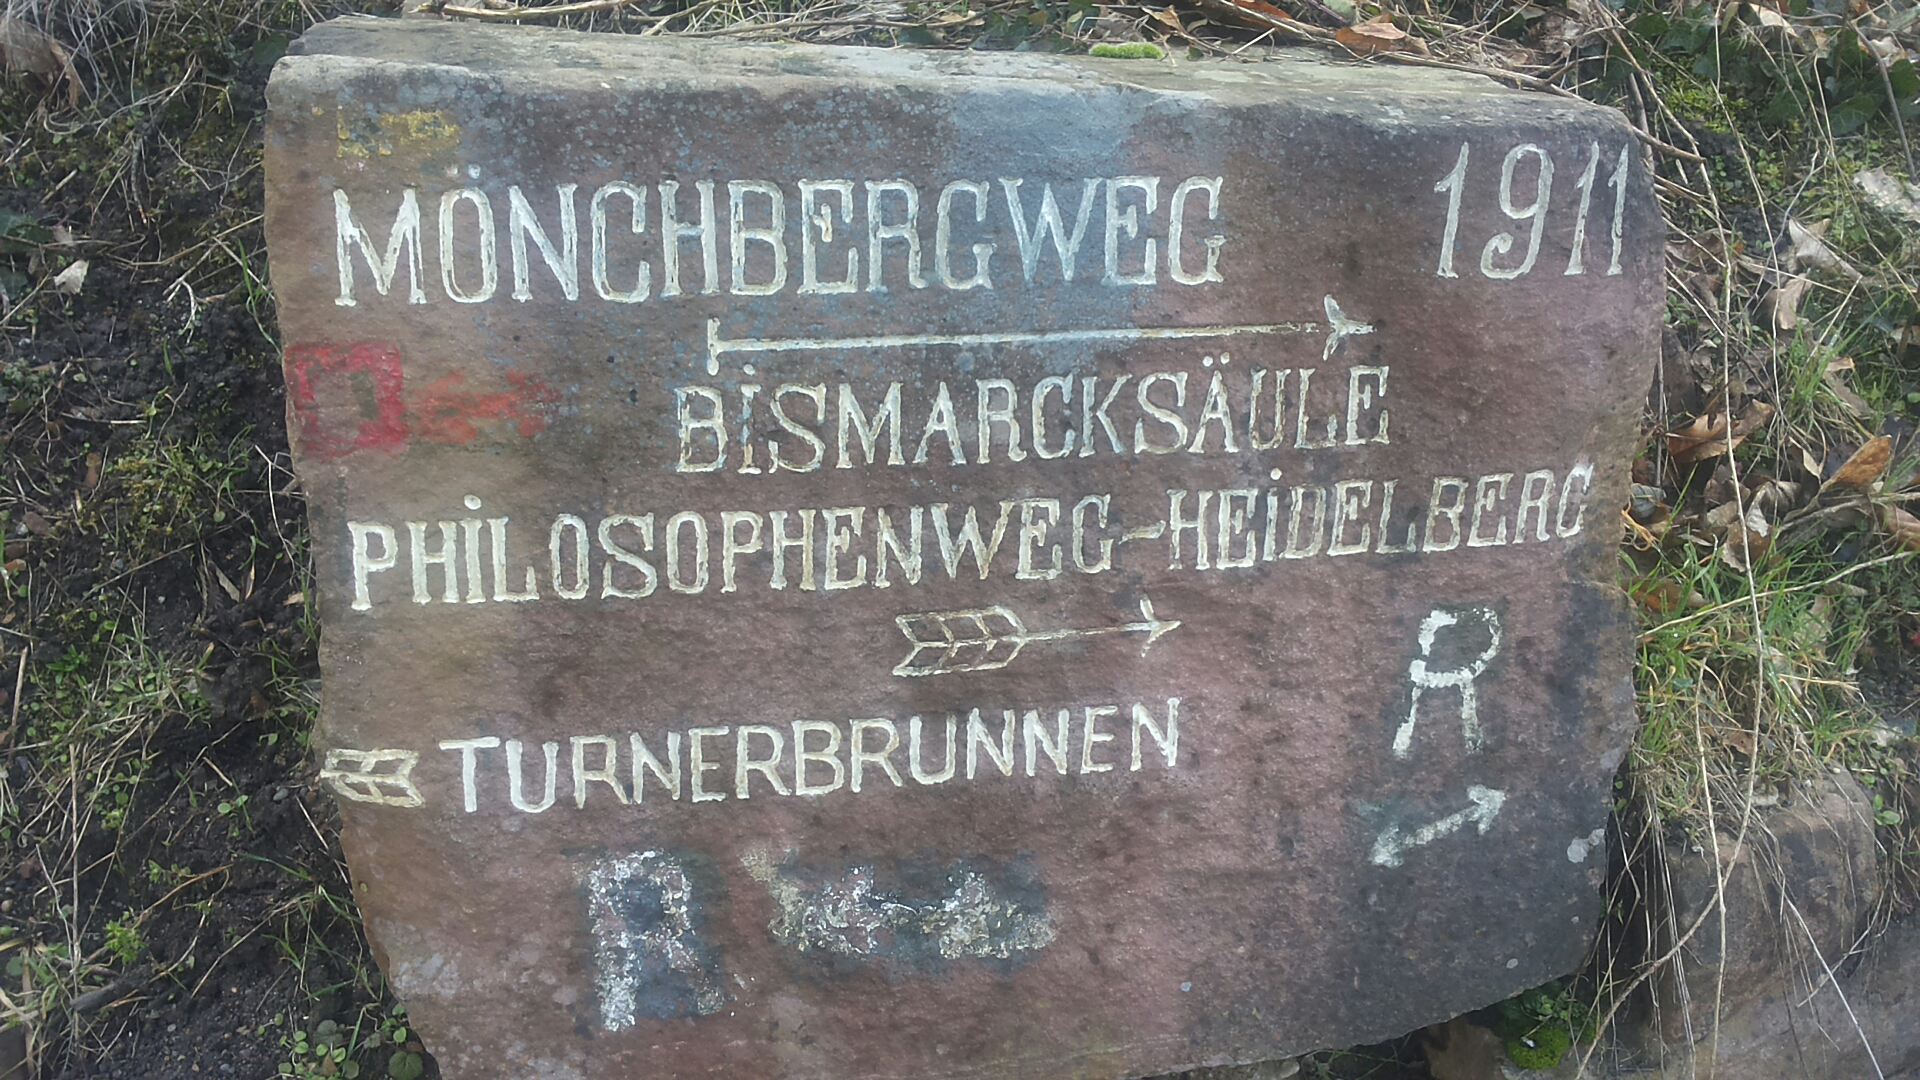 MÖNCHBERGWEG 1911
BISMARCKSÄULE
PHILOSOPHENWEG-HEIDELBERG
TURNERBRUNNEN
R
R